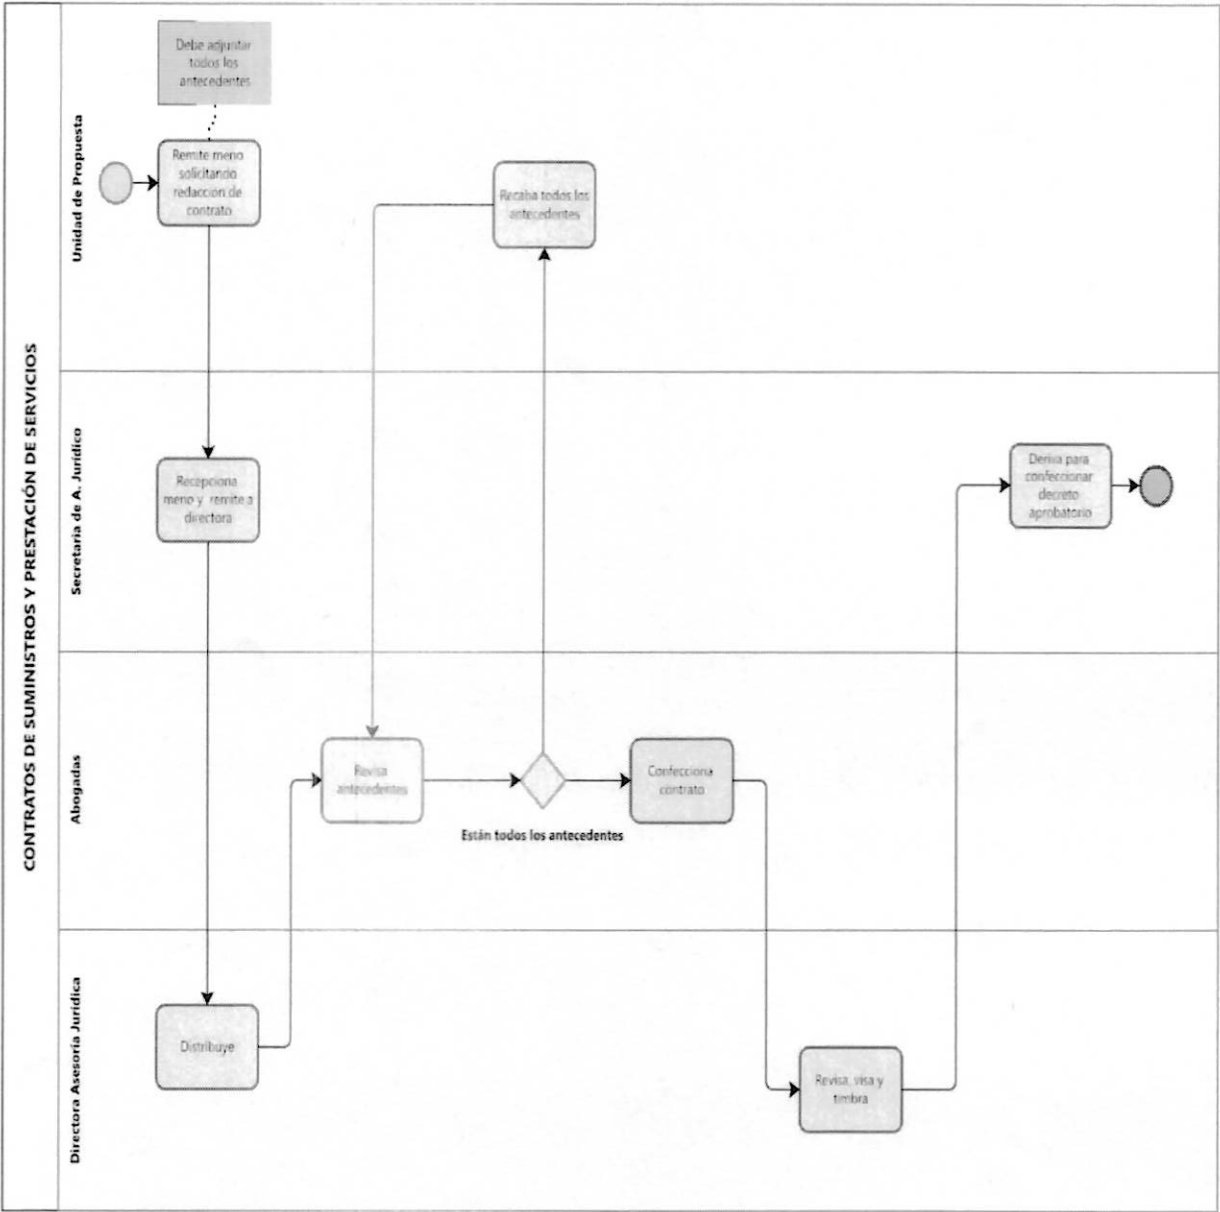 CONTRATOS DE SUMINISTROS Y PRESTACIÓN DE SERVICIOS
Unidad de Propuesta
Debe adjuntar
todos los
antecedentes
Remite meno
solicitando
redaccion de
contrato
Recaba todos los
antecedentes
Secretaria de A. Jurídico
Recepciona
meno y remite a
directora
Deriva para
confeccionar
decreto
aprobatorio
Abogadas
Revisa
antecedentes
Están todos los antecedentes
Confecciona
contrato
Directora Asesoría Jurídica
Distribuye
Revisa, visa y
timbra